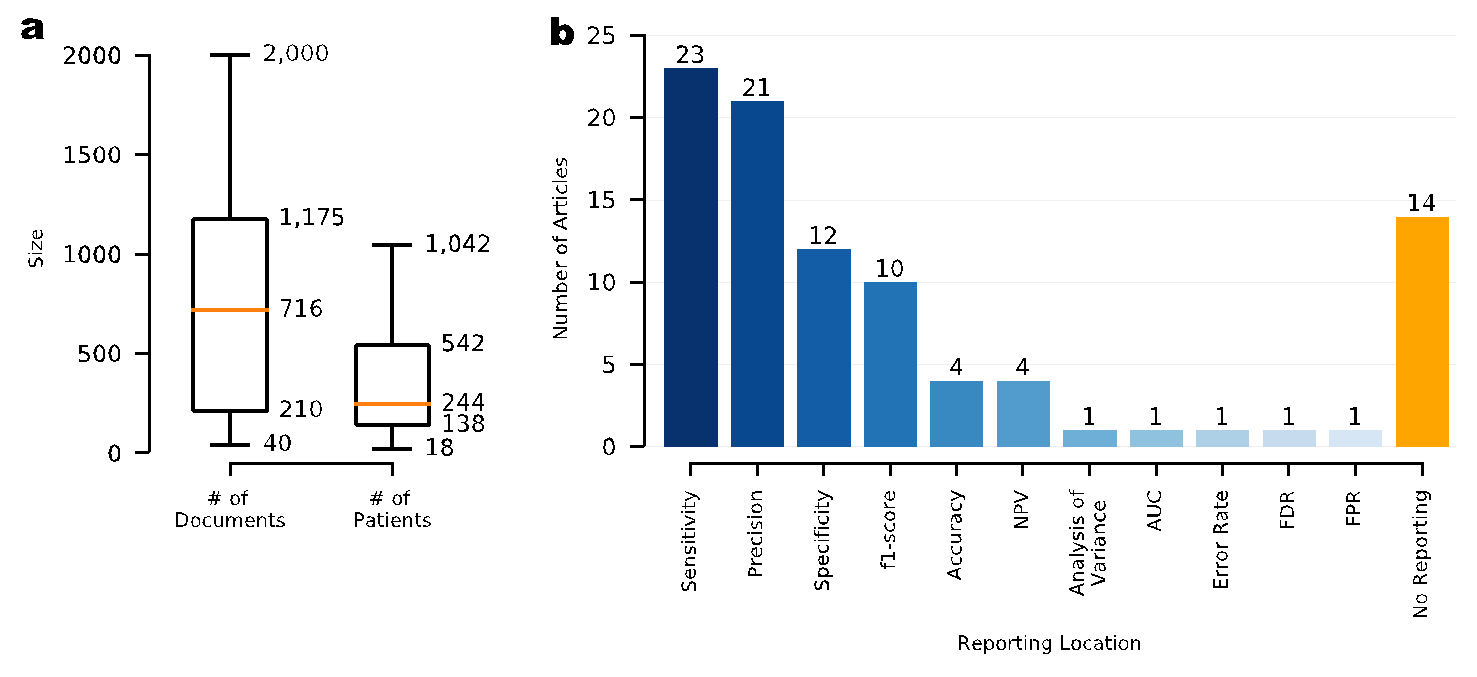 a
2000
1500
1000
500
0
Size
2,000
1,175
716
210
40
1,042
542
244
138
18
# of
Documents
# of
Patients
b
25
20
15
10
5
0
Number of Articles
23
21
12
10
4
4
1
1
1
1
1
14
Sensitivity
Precision
Specificity
f1-score
Accuracy
NPV
Analysis of
Variance
AUC
Error Rate
FDR
FPR
No Reporting
Reporting Location